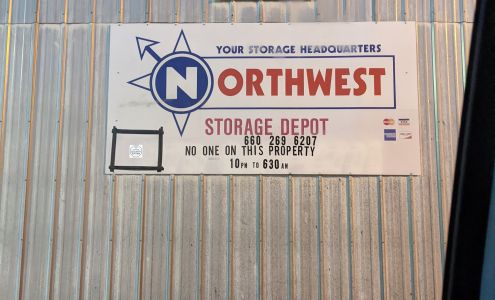 YOUR STORAGE HEADQUARTERS
NORTHWEST
STORAGE DEPOT
660 269 6207
NO ONE ON THIS PROPERTY
10PM TO 630AM